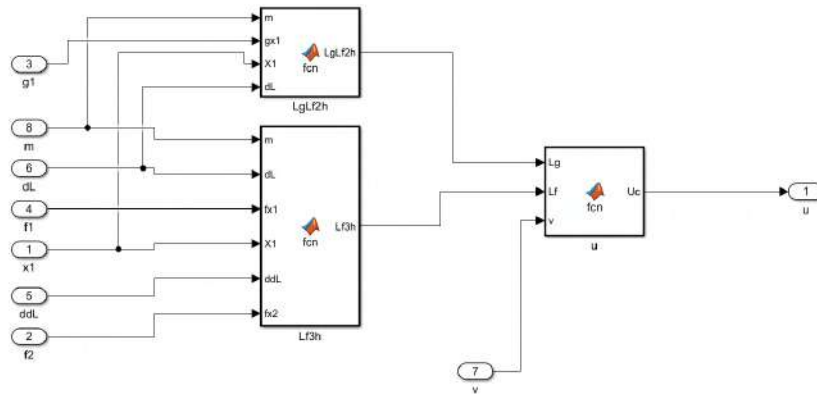 m
gx1
X1
dL
LgLf2h
fcn
LgLf2h
3
g1
8
m
6
dL
4
f1
1
x1
5
ddL
2
f2
m
dL
fx1
X1
ddL
fx2
Lf3h
fcn
Lf3h
Lg
Lf
v
fcn
Uc
u
7
v
1
u